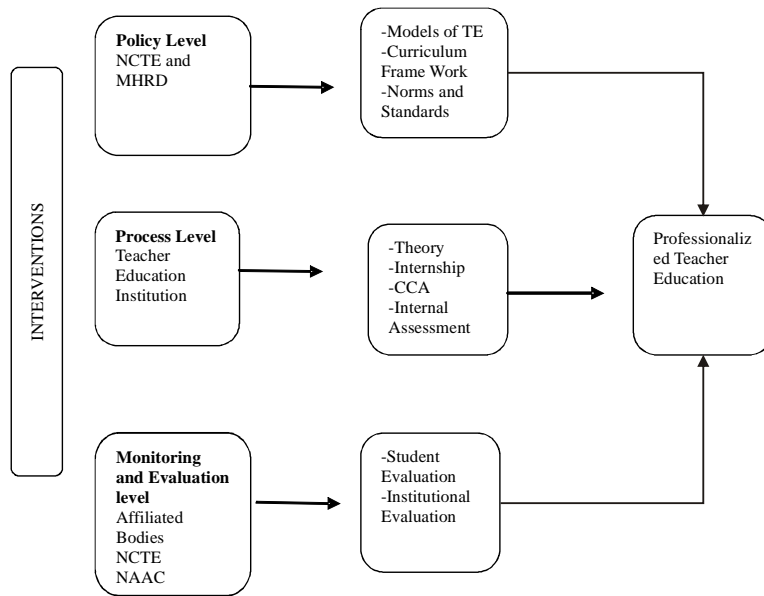 INTERVENTIONS
Policy Level
NCTE and
MHRD
-Models of TE
-Curriculum
Frame Work
-Norms and
Standards
Process Level
Teacher
Education
Institution
-Theory
-Internship
-CCA
-Internal
Assessment
Professionaliz
ed Teacher
Education
Monitoring
and Evaluation
level
Affiliated
Bodies
NCTE
NAAC
-Student
Evaluation
-Institutional
Evaluation